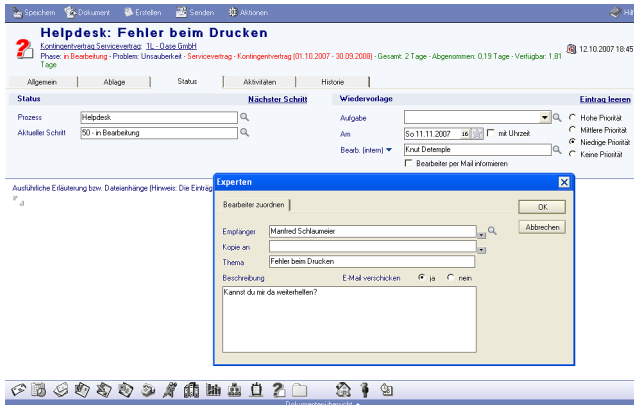 Speichern Dokument Erstellen Senden Aktionen Hil
Helpdesk: Fehler beim Drucken
Kontingentvertrag Servicevertrag: 1L - Oase GmbH
12.10.2007 18:45
Phase: in Bearbeitung - Problem: Unsauberkeit - Servicevertrag - Kontingentvertrag (01.10.2007 - 30.09.2008) - Gesamt: 2 Tage - Abgenommen: 0,19 Tage - Verfügbar: 1,81
Tage
Allgemein Ablage Status Aktivitäten Historie
Status Nächster Schritt Wiedervorlage Eintrag leeren
Prozess Helpdesk Aufgabe Hohe Priorität
Aktueller Schritt 50 - in Bearbeitung Am So 11.11.2007 16 mit Uhrzeit Mittlere Priorität
Bearb. (intern) Knut Detemple Niedrige Priorität
Bearbeiter per Mail informieren Keine Priorität
Ausführliche Erläuterung bzw. Dateianhänge (Hinweis: Die Einträg
Experten
Bearbeiter zuordnen OK
Abbrechen
Empfänger Manfred Schlaumeier
Kopie an
Thema Fehler beim Drucken
Beschreibung E-Mail verschicken ja nein
Kannst du mir da weiterhelfen?
Dokumentenübersicht